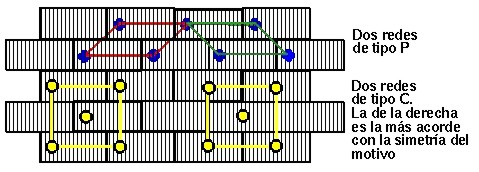 Dos redes
de tipo P
Dos redes
de tipo C.
La de la derecha
es la más acorde
con la simetría del
motivo